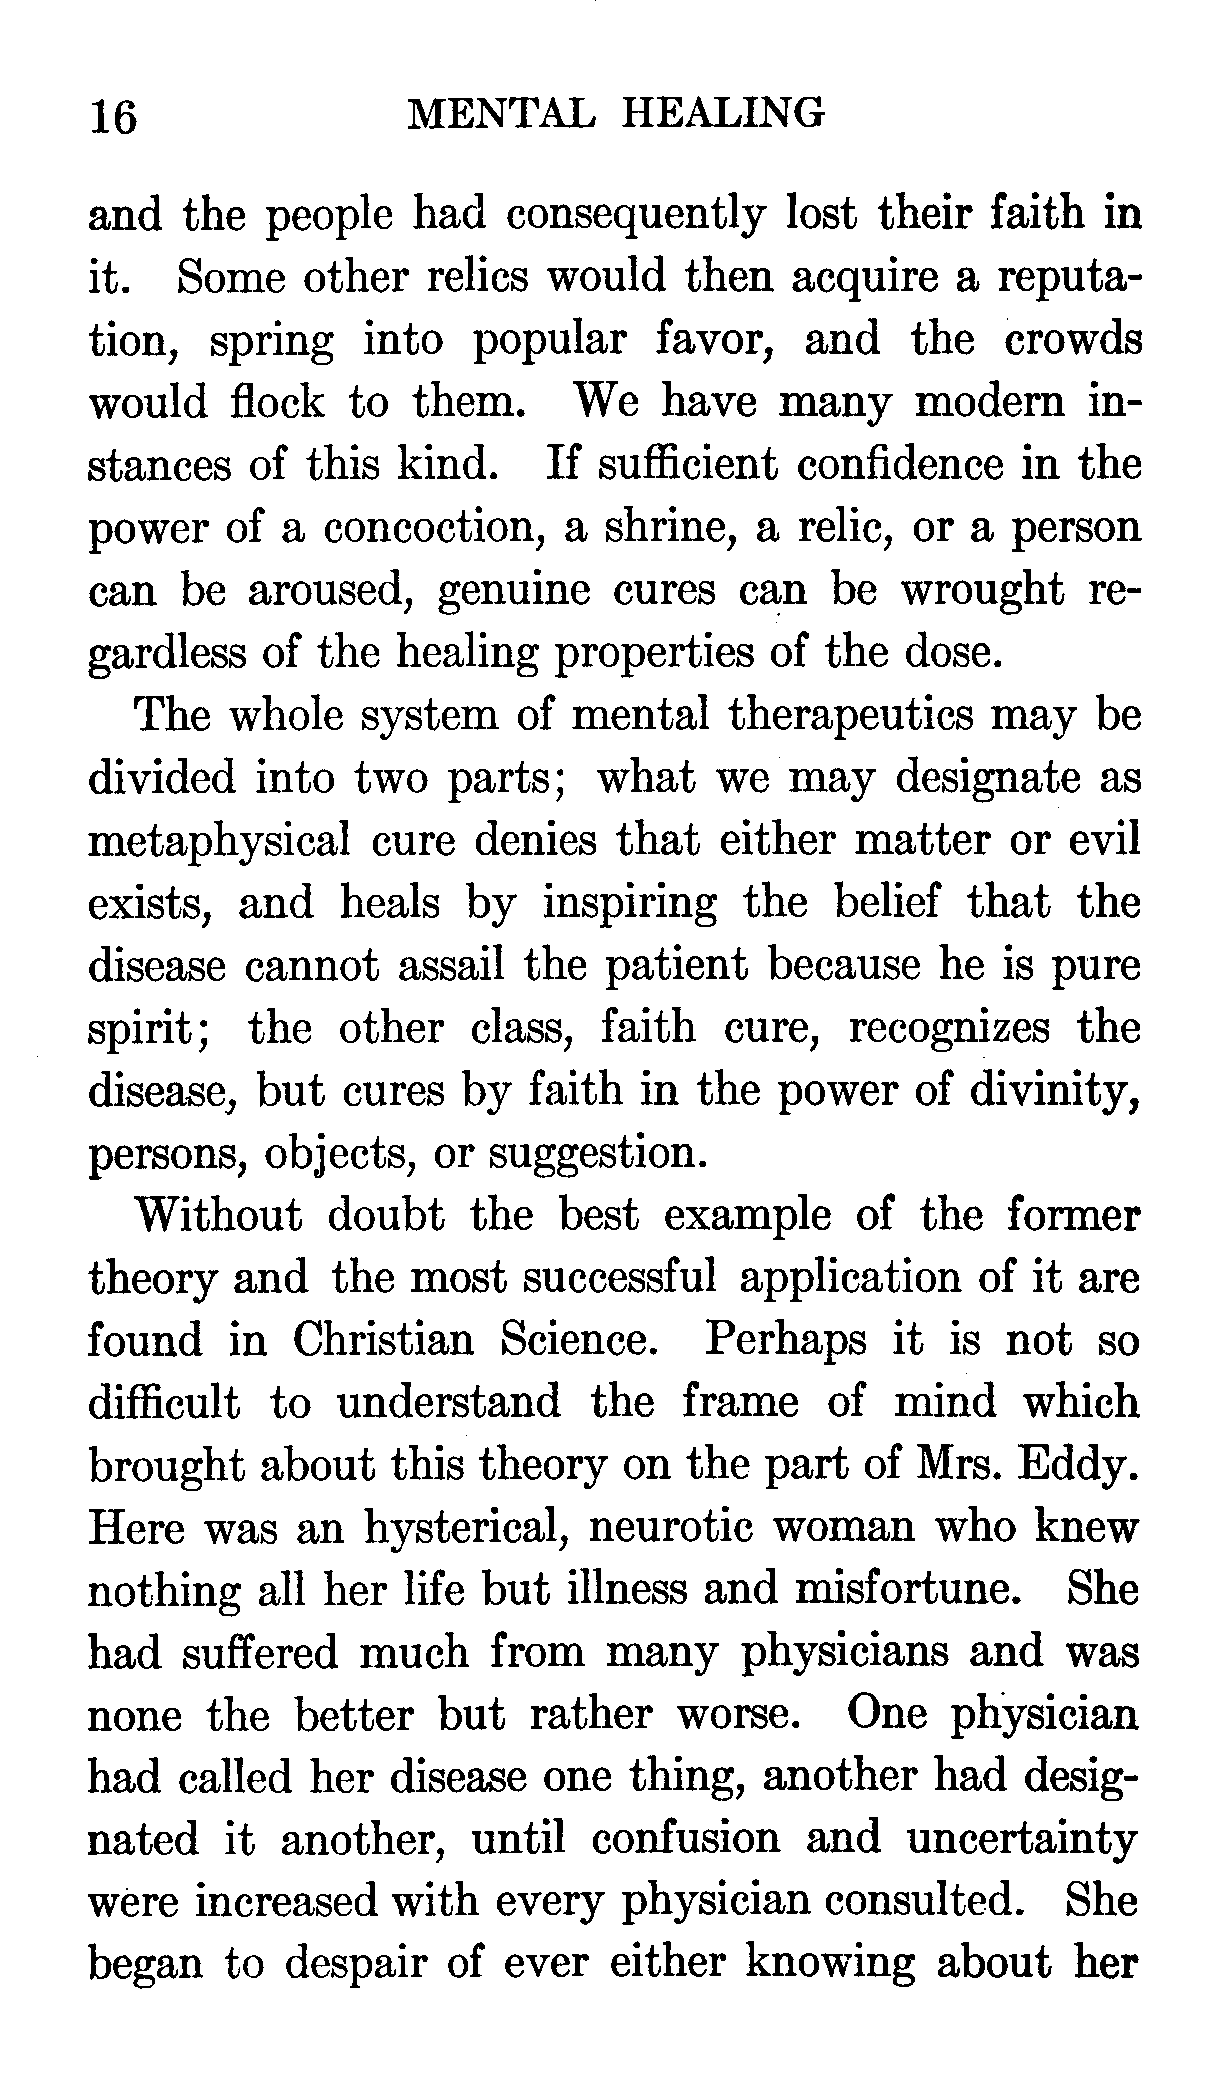 16 MENTAL HEALING
and the people had consequently lost their faith in
it. Some other relics would then acquire a reputa-
tion, spring into popular favor, and the crowds
would flock to them. We have many modern in-
stances of this kind. If sufficient confidence in the
power of a concoction, a shrine, a relic, or a person
can be aroused, genuine cures can be wrought re-
gardless of the healing properties of the dose.
The whole system of mental therapeutics may be
divided into two parts; what we may designate as
metaphysical cure denies that either matter or evil
exists, and heals by inspiring the belief that the
disease cannot assail the patient because he is pure
spirit; the other class, faith cure, recognizes the
disease, but cures by faith in the power of divinity,
persons, objects, or suggestion.
Without doubt the best example of the former
theory and the most successful application of it are
found in Christian Science. Perhaps it is not so
difficult to understand the frame of mind which
brought about this theory on the part of Mrs. Eddy.
Here was an hysterical, neurotic woman who knew
nothing all her life but illness and misfortune. She
had suffered much from many physicians and was
none the better but rather worse. One physician
had called her disease one thing, another had desig-
nated it another, until confusion and uncertainty
were increased with every physician consulted. She
began to despair of ever either knowing about her